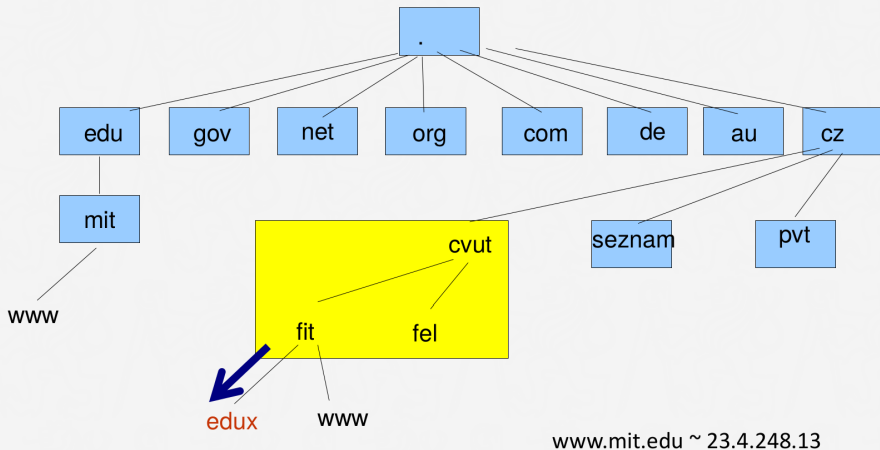 .
edu gov net org com de au cz
mit
cvut seznam pvt
www
fit fel
edux www
www.mit.edu ~ 23.4.248.13